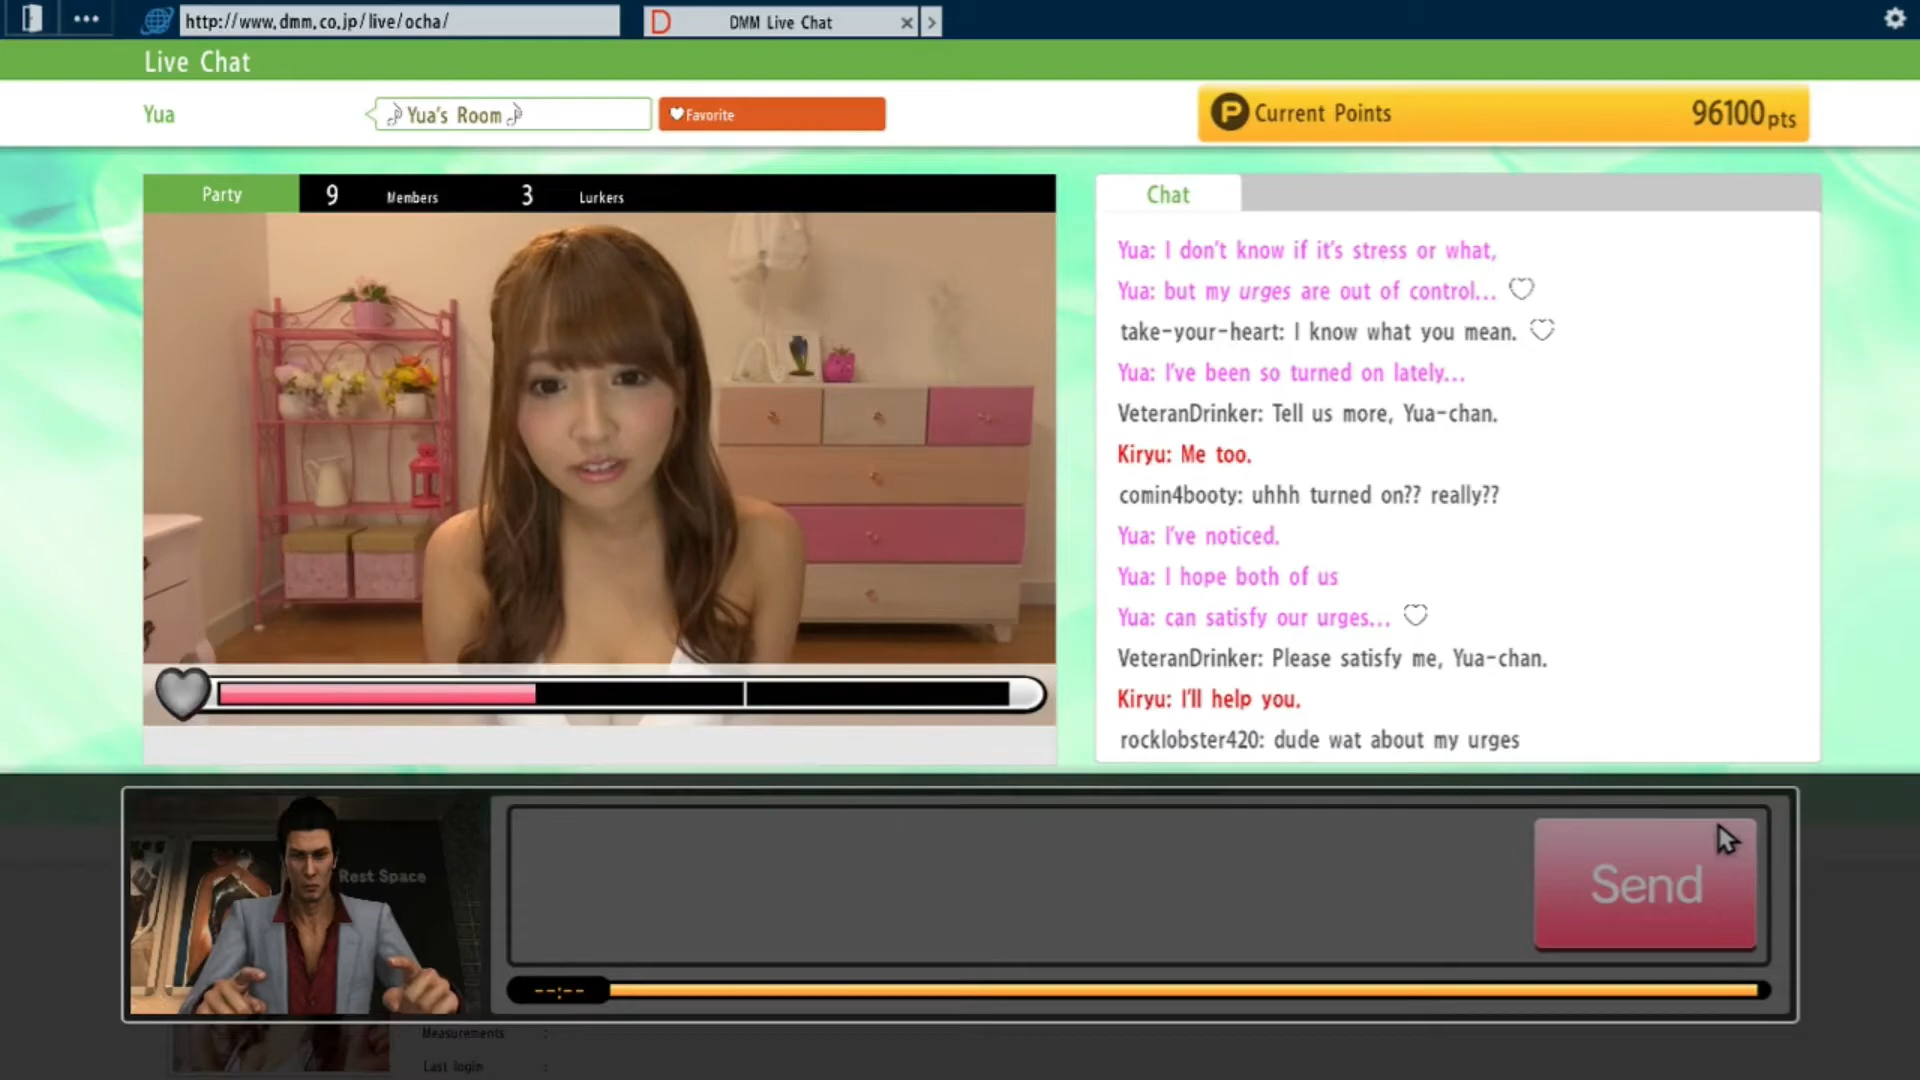 http://www.dmm.co.jp/live/ocha/
DMM Live Chat
Live Chat
Yua
Yua's Room
Favorite
P Current Points
96100pts
Party
9 Members
3 Lurkers
Chat
Yua: I don't know if it's stress or what,
Yua: but my urges are out of control... ♡
take-your-heart: I know what you mean. ♡
Yua: I've been so turned on lately...
VeteranDrinker: Tell us more, Yua-chan.
Kiryu: Me too.
comin4booty: uhhh turned on?? really??
Yua: I've noticed.
Yua: I hope both of us
Yua: can satisfy our urges... ♡
VeteranDrinker: Please satisfy me, Yua-chan.
Kiryu: I'll help you.
rocklobster420: dude wat about my urges
Rest Space
Send
--:--
Measurements :
Last login :